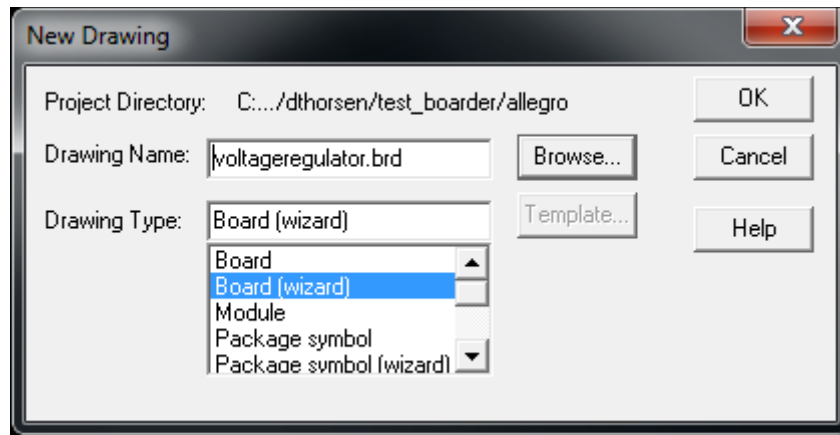 New Drawing
Project Directory: C:.../dthorsen/test_boarder/allegro
OK
Drawing Name: voltageregulator.brd Browse... Cancel
Drawing Type: Board (wizard) Template... Help
Board
Board (wizard)
Module
Package symbol
Package symbol (wizard)